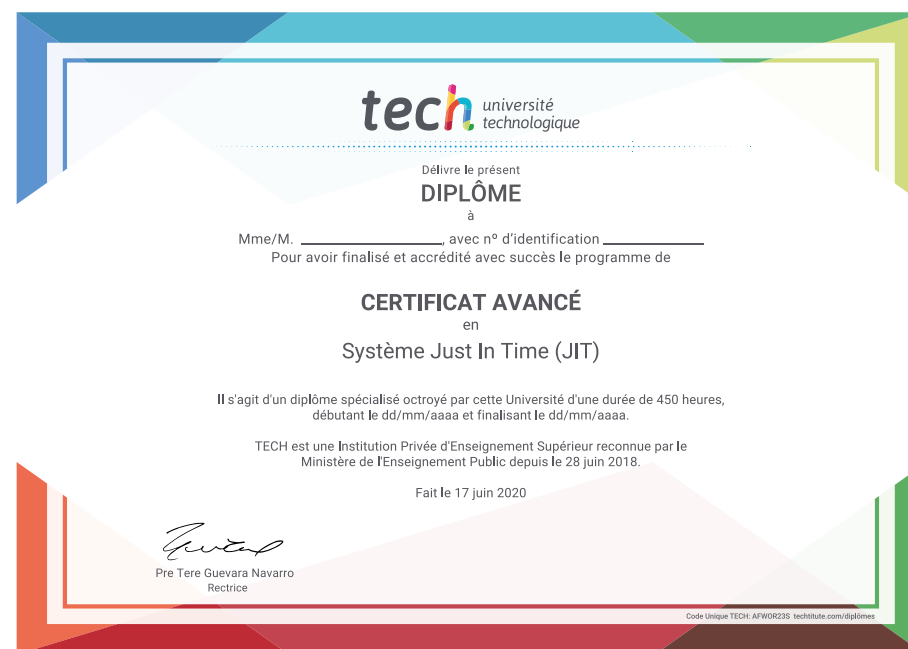 tech université
technologique
Délivre le présent
DIPLÔME
à
Mme/M. ____________________, avec nº d'identification ______________
Pour avoir finalisé et accrédité avec succès le programme de
CERTIFICAT AVANCÉ
en
Système Just In Time (JIT)
Il s'agit d'un diplôme spécialisé octroyé par cette Université d'une durée de 450 heures,
débutant le dd/mm/aaaa et finalisant le dd/mm/aaaa.
TECH est une Institution Privée d'Enseignement Supérieur reconnue par le
Ministère de l'Enseignement Public depuis le 28 juin 2018.
Fait le 17 juin 2020
Pre Tere Guevara Navarro
Rectrice
Code Unique TECH: AFWOR23S techtitute.com/diplômes